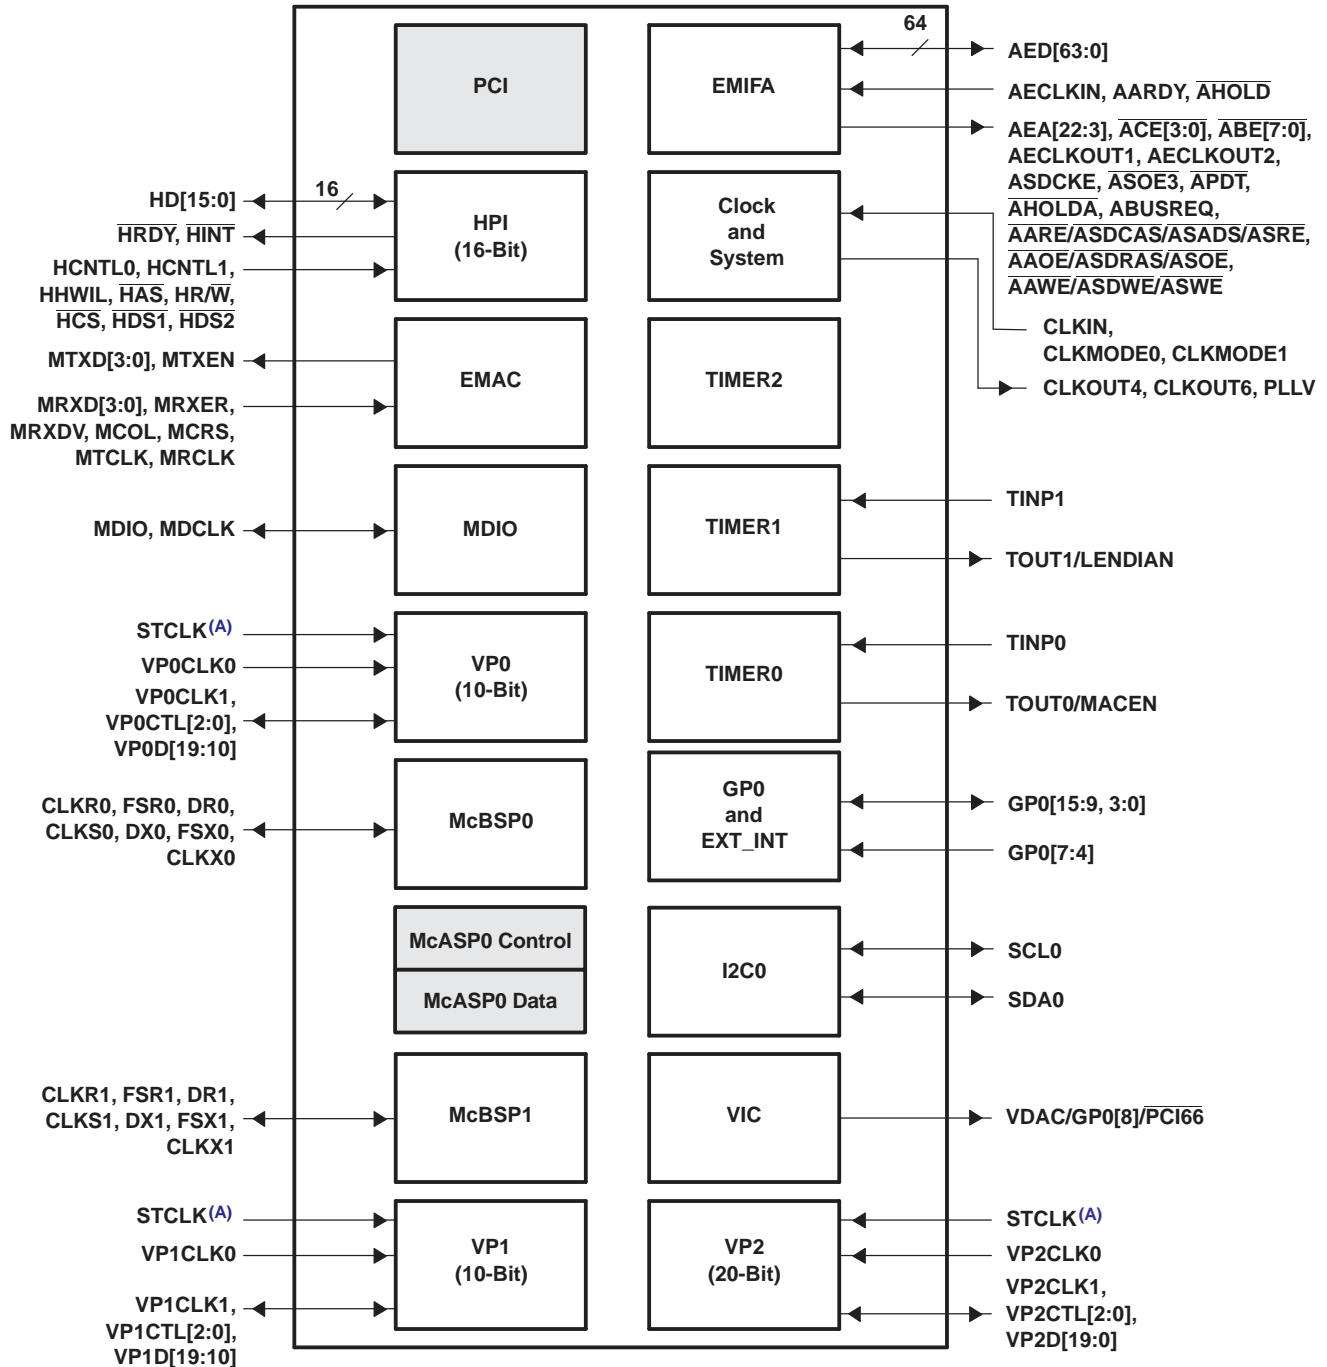 64
PCI
EMIFA
AED[63:0]
AECLKIN, AARDY, AHOLD
AEA[22:3], ACE[3:0], ABE[7:0],
AECLKOUT1, AECLKOUT2,
ASDCKE, ASOE3, APDT,
AHOLDA, ABUSREQ,
AARE/ASDCAS/ASADS/ASRE,
AAOE/ASDRAS/ASOE,
AAWE/ASDWE/ASWE
HD[15:0]
16
HRDY, HINT
HCNTL0, HCNTL1,
HHWIL, HAS, HR/W,
HCS, HDS1, HDS2
HPI
(16-Bit)
Clock
and
System
CLKIN,
CLKMODE0, CLKMODE1
CLKOUT4, CLKOUT6, PLLV
MTXD[3:0], MTXEN
MRXD[3:0], MRXER,
MRXDV, MCOL, MCRS,
MTCLK, MRCLK
EMAC
TIMER2
MDIO, MDCLK
MDIO
TIMER1
TINP1
TOUT1/LENDIAN
STCLK(A)
VP0CLK0
VP0CLK1,
VP0CTL[2:0],
VP0D[19:10]
VP0
(10-Bit)
TIMER0
TINP0
TOUT0/MACEN
CLKR0, FSR0, DR0,
CLKS0, DX0, FSX0,
CLKX0
McBSP0
GP0
and
EXT_INT
GP0[15:9, 3:0]
GP0[7:4]
McASP0 Control
McASP0 Data
I2C0
SCL0
SDA0
CLKR1, FSR1, DR1,
CLKS1, DX1, FSX1,
CLKX1
McBSP1
VIC
VDAC/GP0[8]/PCI66
STCLK(A)
VP1CLK0
VP1CLK1,
VP1CTL[2:0],
VP1D[19:10]
VP1
(10-Bit)
VP2
(20-Bit)
STCLK(A)
VP2CLK0
VP2CLK1,
VP2CTL[2:0],
VP2D[19:0]